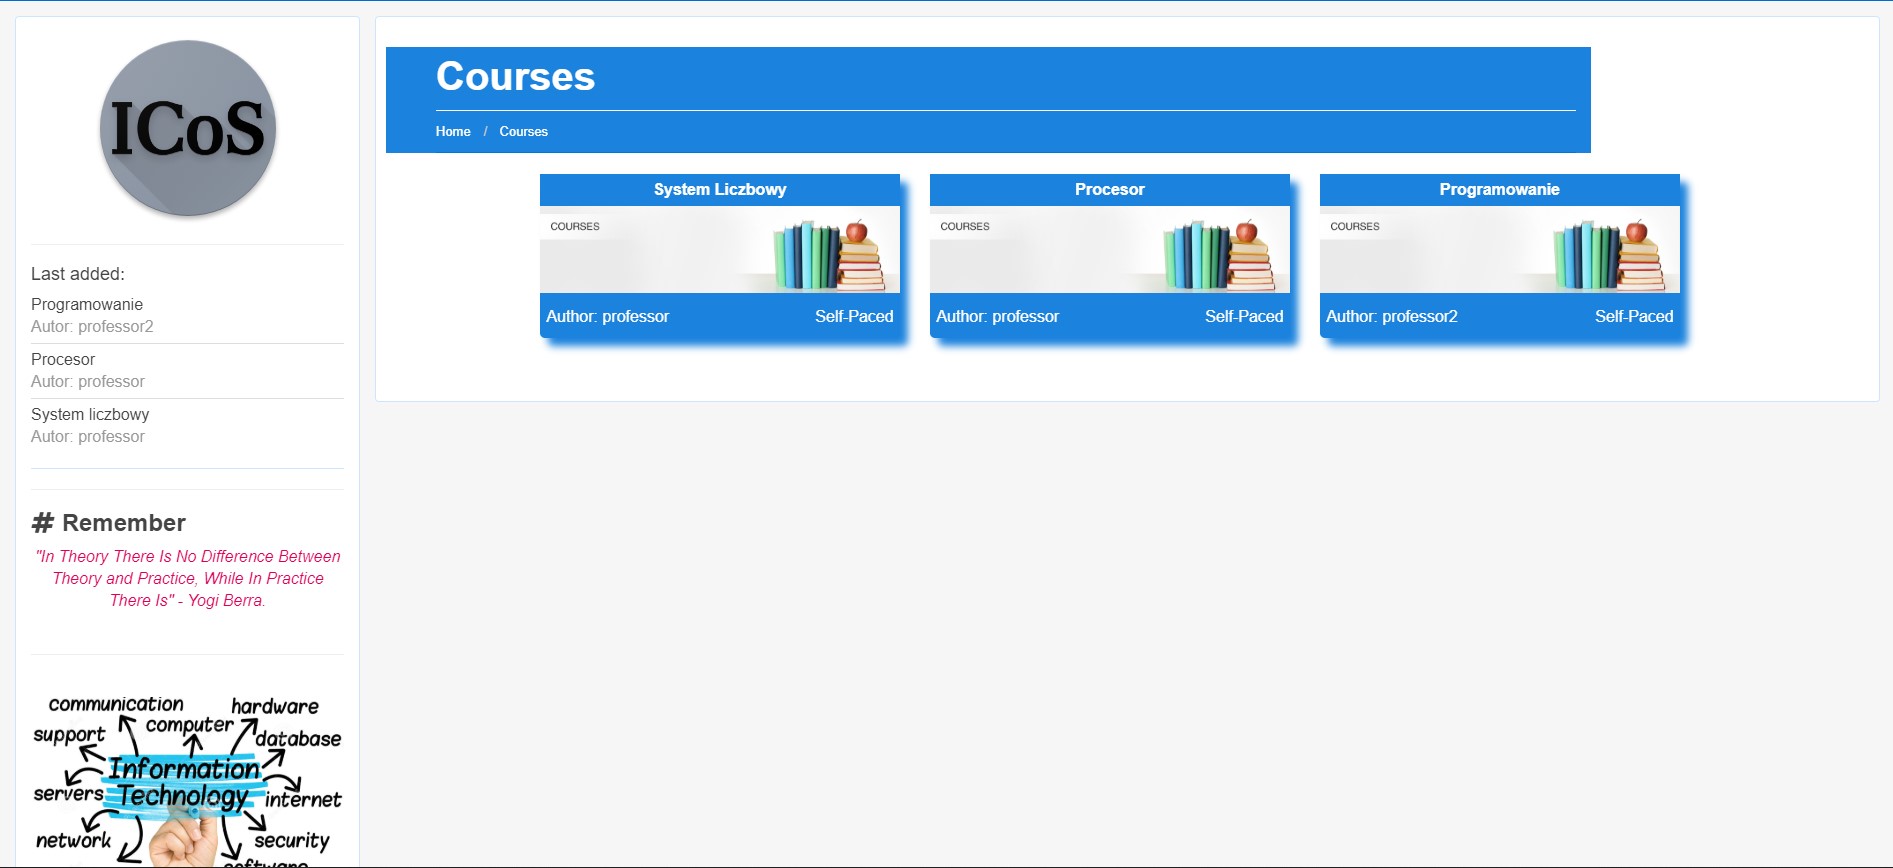 ICoS
Last added:
Programowanie
Autor: professor2
Procesor
Autor: professor
System liczbowy
Autor: professor
# Remember
"In Theory There Is No Difference Between
Theory and Practice, While In Practice
There Is" - Yogi Berra.
communication
hardware
computer
support
database
Information
Technology
servers
internet
network
security
software
Courses
Home / Courses
System Liczbowy
COURSES
Author: professor Self-Paced
Procesor
COURSES
Author: professor Self-Paced
Programowanie
COURSES
Author: professor2 Self-Paced